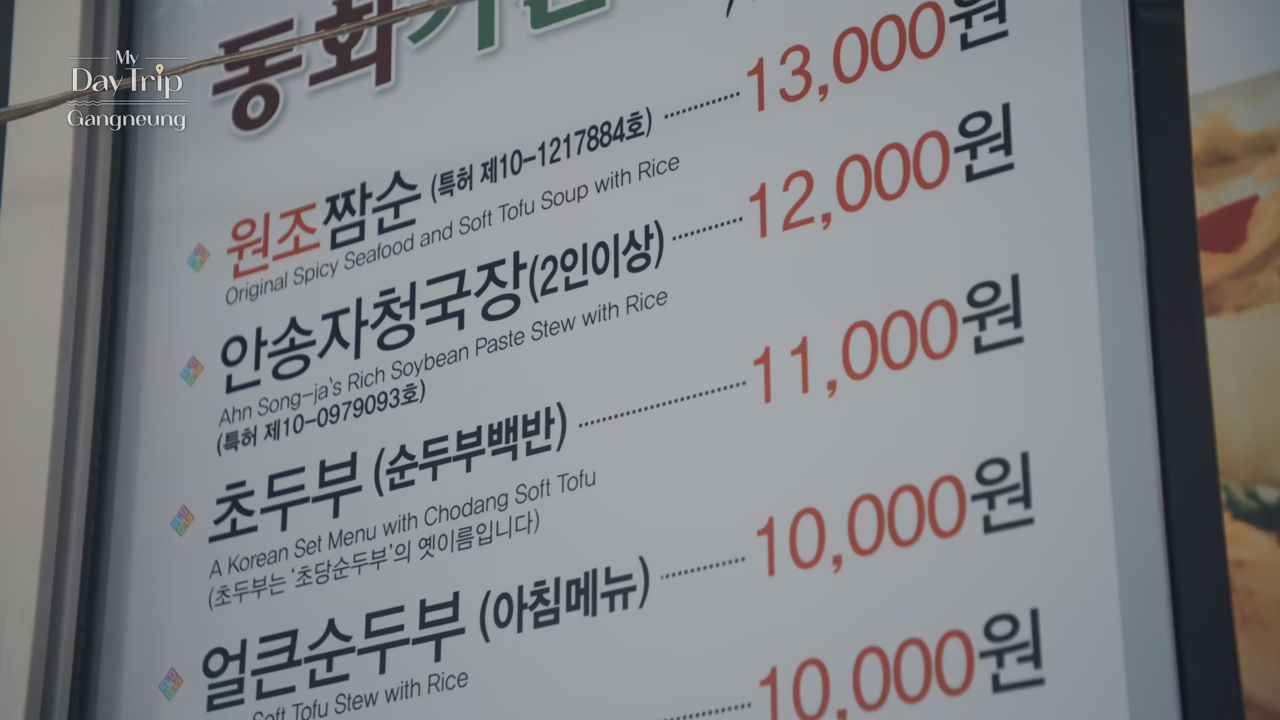 My
Day Trip
Gangneung
동화가든
원조짬순 (특허 제10-1217884호) 13,000원
Original Spicy Seafood and Soft Tofu Soup with Rice
안송자청국장(2인이상) 12,000원
Ahn Song-ja's Rich Soybean Paste Stew with Rice
(특허 제10-0979093호)
초두부 (순두부백반) 11,000원
A Korean Set Menu with Chodang Soft Tofu
(초두부는 '초당순두부'의 옛이름입니다)
얼큰순두부 (아침메뉴) 10,000원
Soft Tofu Stew with Rice
10,000원